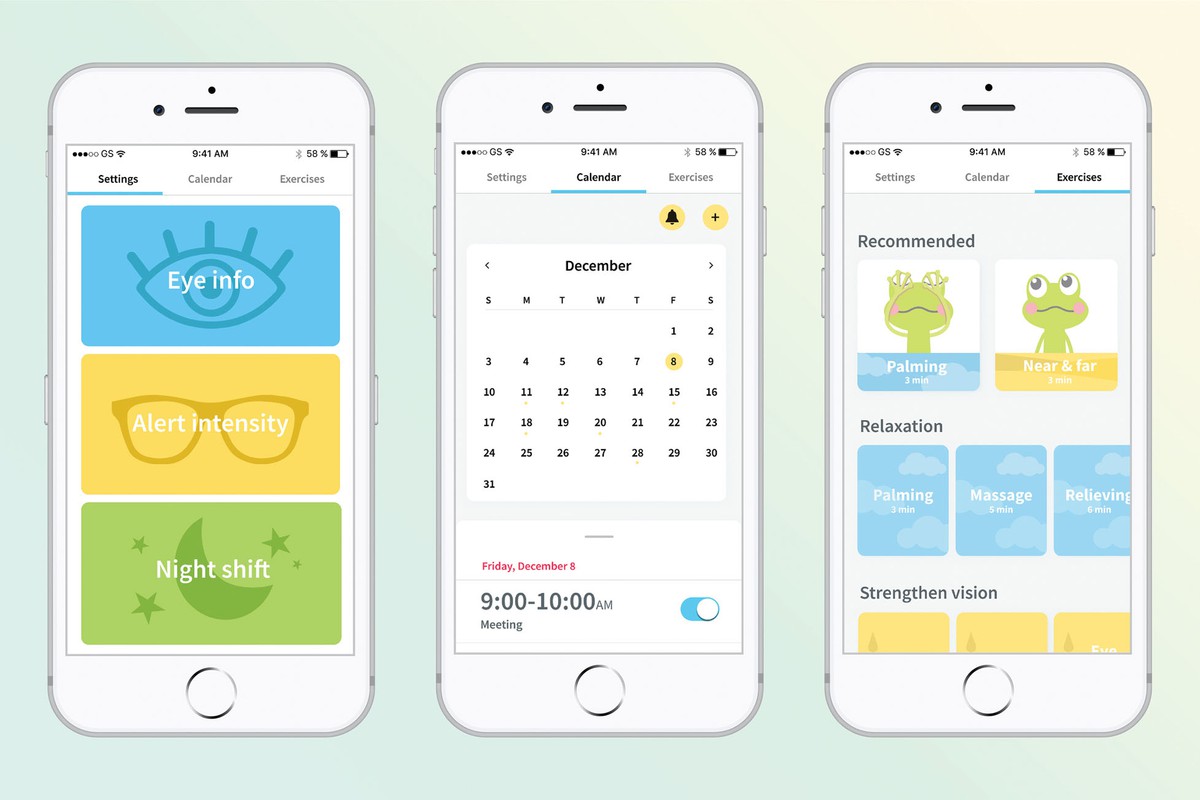 GS 9:41 AM 58 %
Settings Calendar Exercises
Eye info
Alert intensity
Night shift
GS 9:41 AM 58 %
Settings Calendar Exercises
+
‹ December ›
S M T W T F S
1 2
3 4 5 6 7 8 9
10 11 12 13 14 15 16
17 18 19 20 21 22 23
24 25 26 27 28 29 30
31
Friday, December 8
9:00-10:00AM
Meeting
GS 9:41 AM 58 %
Settings Calendar Exercises
Recommended
Palming Near & far
3 min 3 min
Relaxation
Palming Massage Relieving
3 min 5 min 6 min
Strengthen vision
Eye